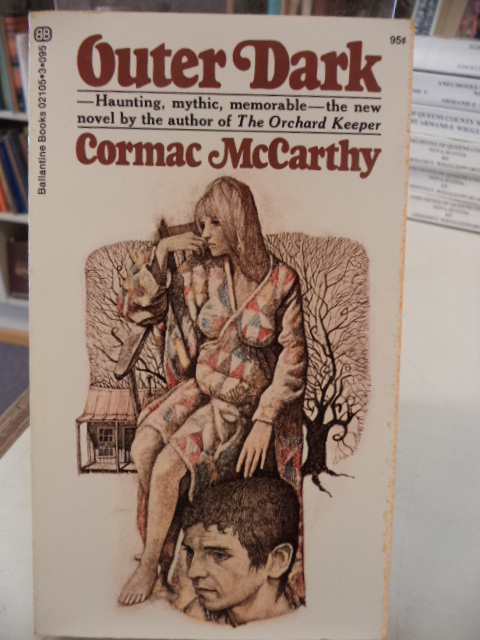 Outer Dark
95¢
—Haunting, mythic, memorable—the new
novel by the author of The Orchard Keeper
Cormac McCarthy
BB
Ballantine Books 02105•3•095